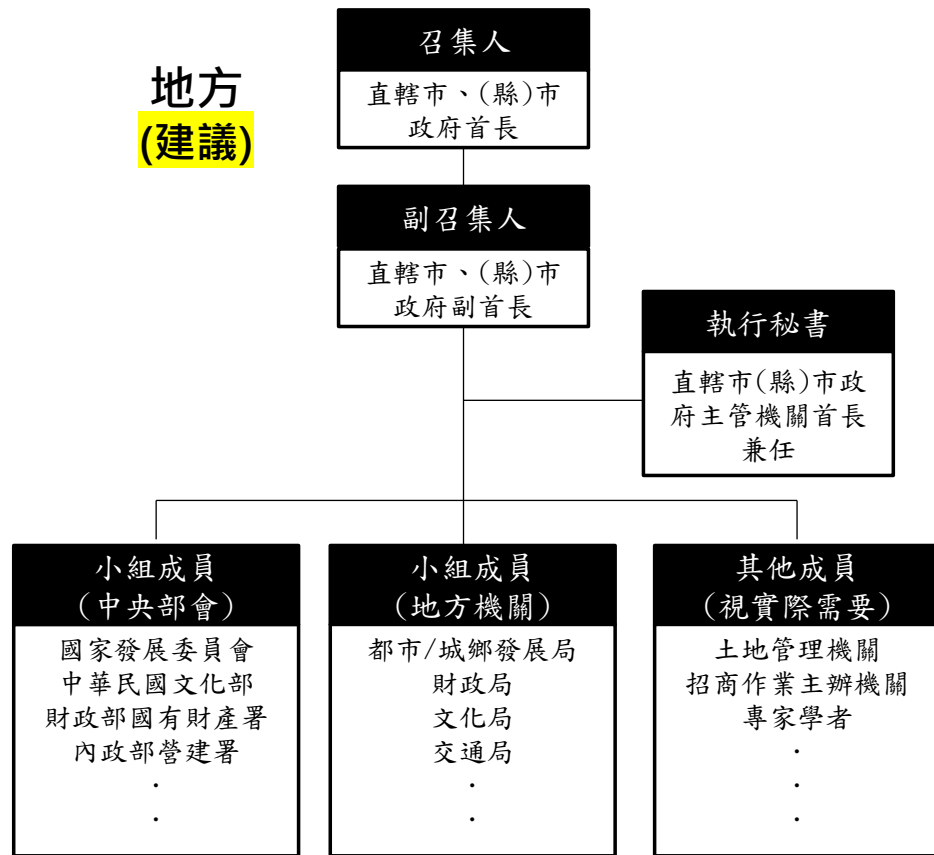 地方
(建議)
召集人
直轄市、(縣)市
政府首長
副召集人
直轄市、(縣)市
政府副首長
執行秘書
直轄市(縣)市政
府主管機關首長
兼任
小組成員
(中央部會)
國家發展委員會
中華民國文化部
財政部國有財產署
內政部營建署
．
．
小組成員
(地方機關)
都市/城鄉發展局
財政局
文化局
交通局
．
．
其他成員
(視實際需要)
土地管理機關
招商作業主辦機關
專家學者
．
．
．